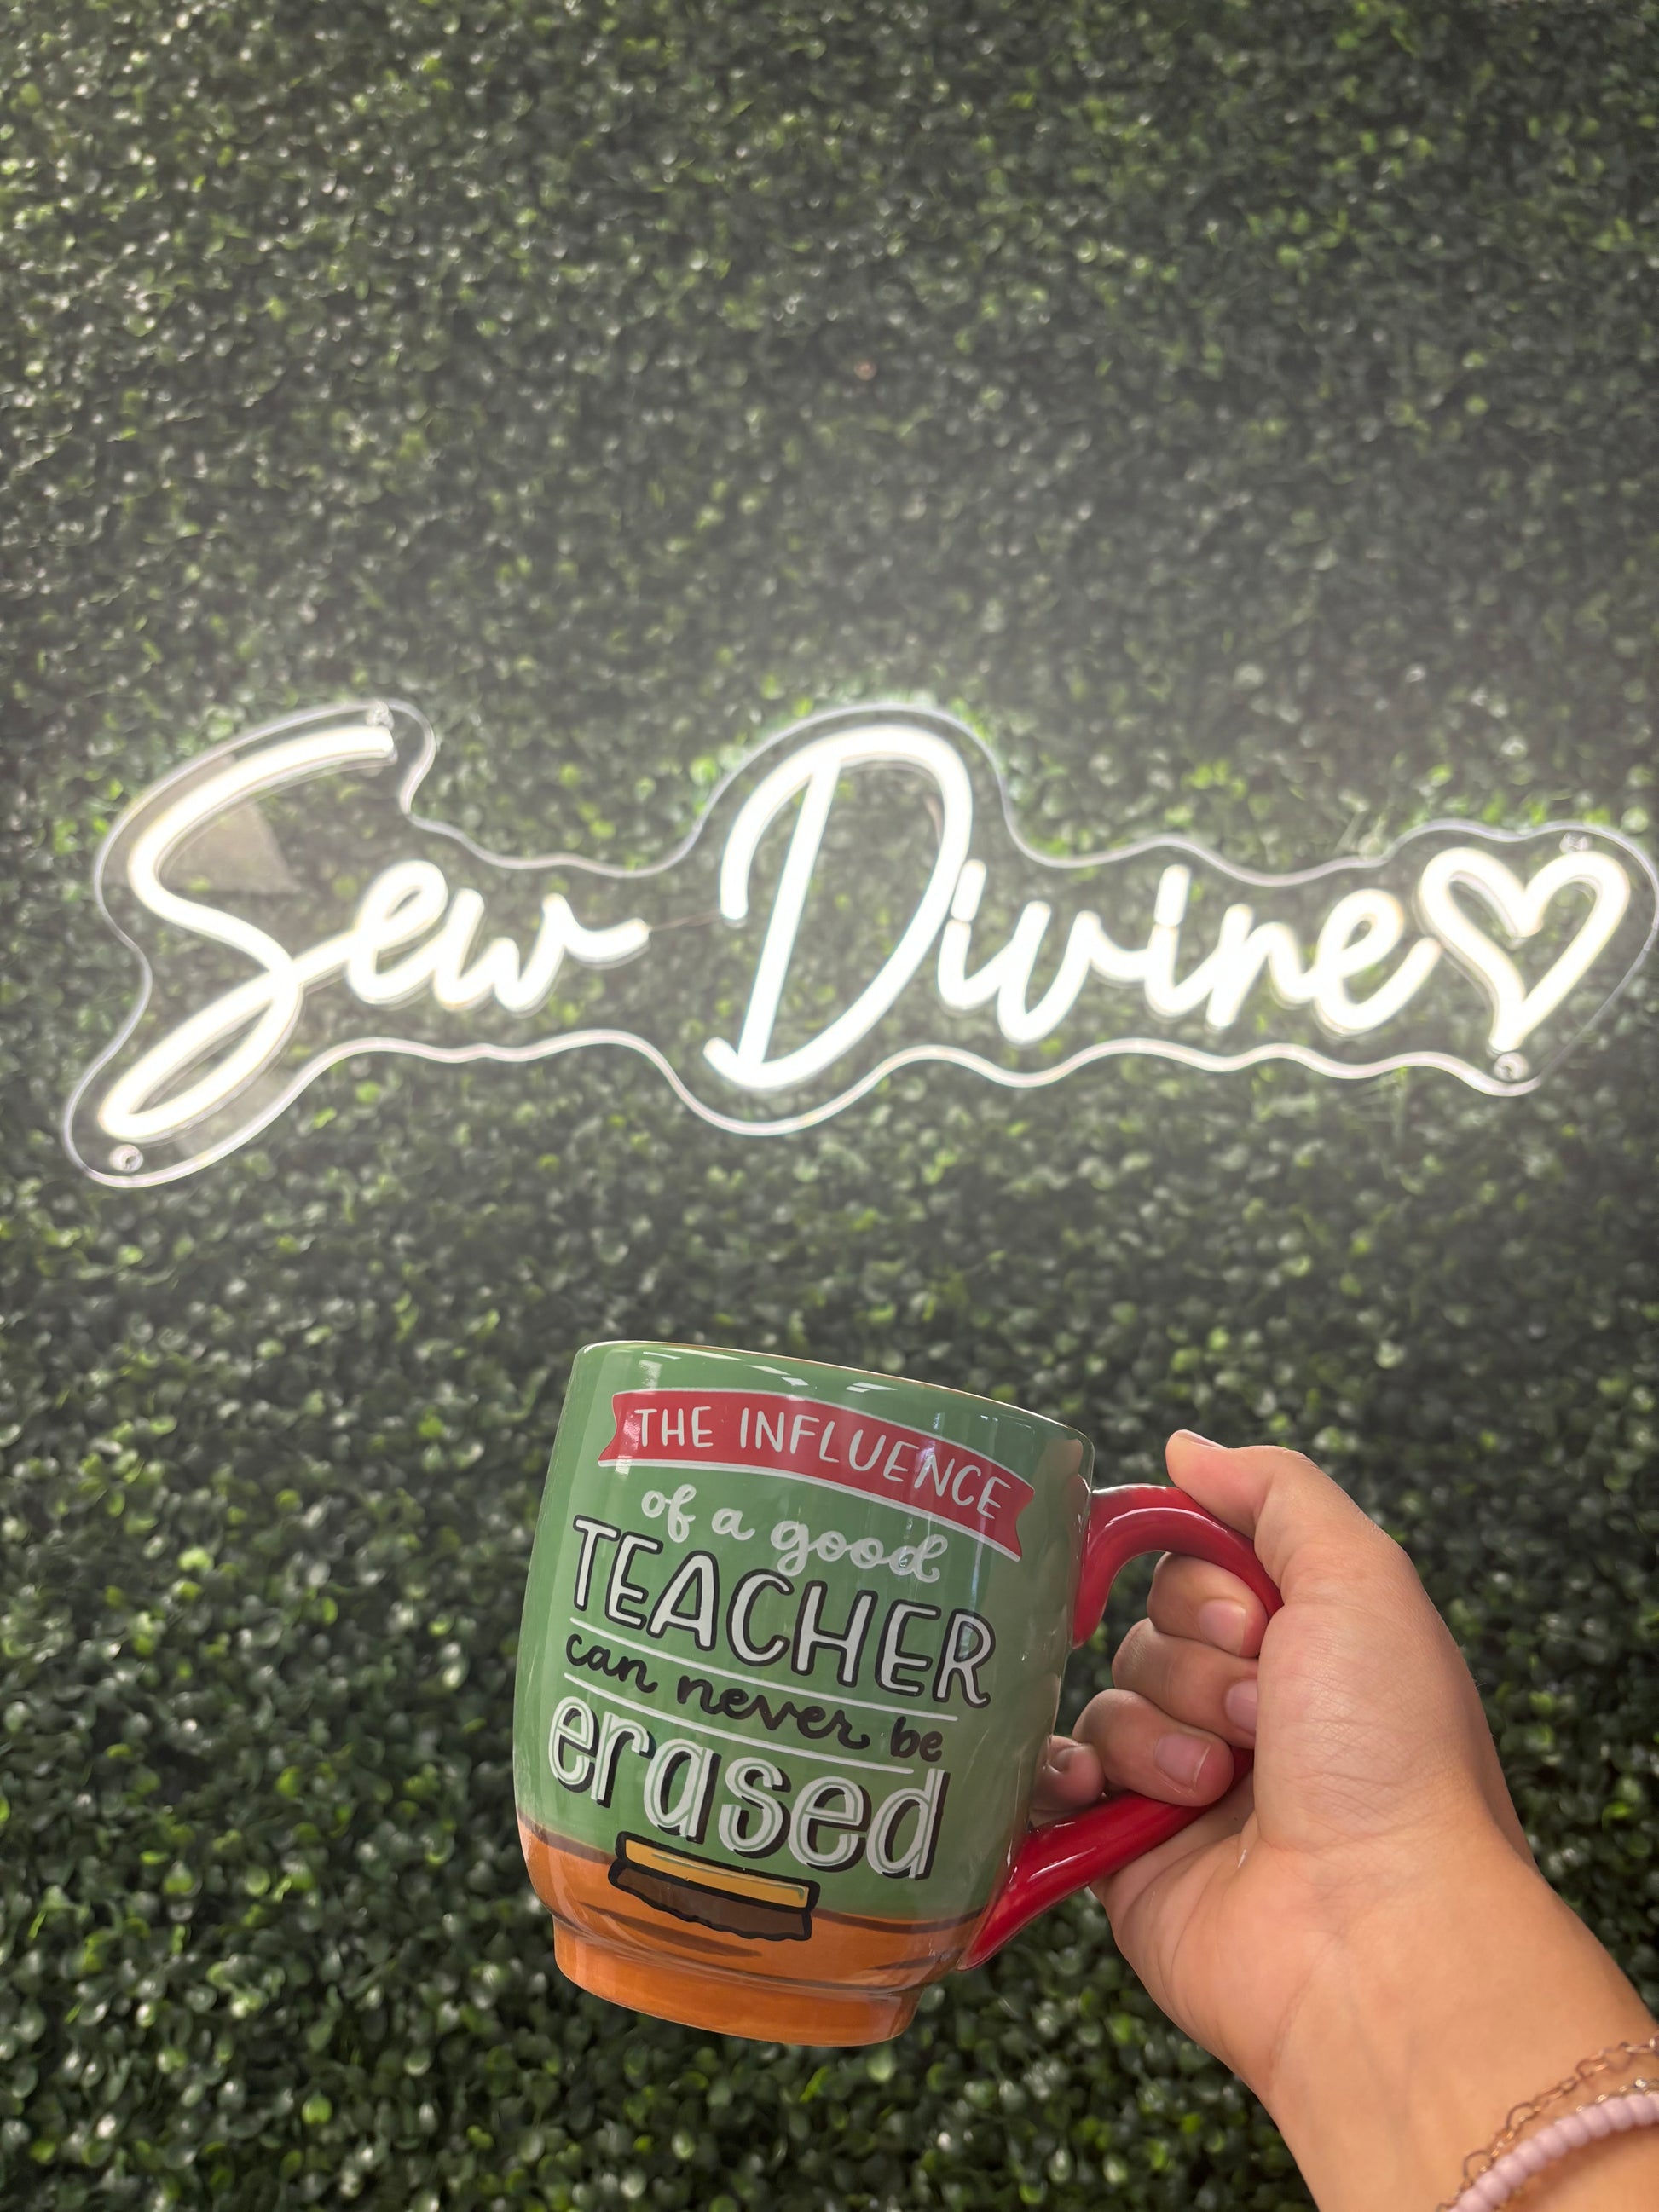 Sew Divine
THE INFLUENCE
of a good
TEACHER
can never be
erased